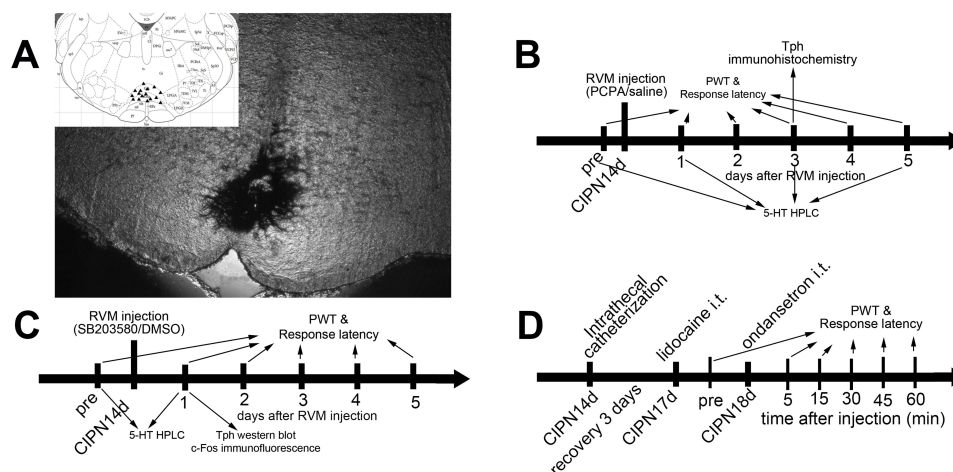 A
B
Tph
immunohistochemistry
RVM injection
(PCPA/saline)
PWT &
Response latency
pre
CIPN14d
1
2
3
4
5
days after RVM injection
5-HT HPLC
C
RVM injection
(SB203580/DMSO)
PWT &
Response latency
pre
CIPN14d
1
2
3
4
5
days after RVM injection
5-HT HPLC
Tph western blot
c-Fos immunofluorescence
D
Intrathecal
catheterization
lidocaine i.t.
ondansetron i.t.
PWT &
Response latency
CIPN14d
recovery 3 days
CIPN17d
pre
CIPN18d
5
15
30
45
60
time after injection (min)